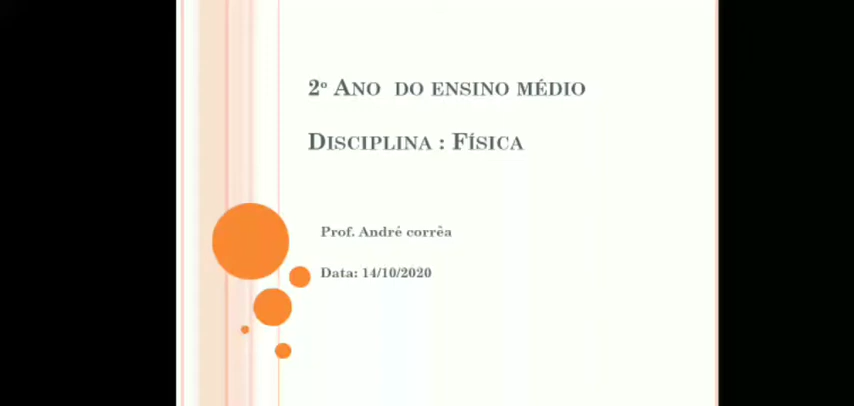 2º Ano do ensino médio
Disciplina : Física
Prof. André corrêa
Data: 14/10/2020